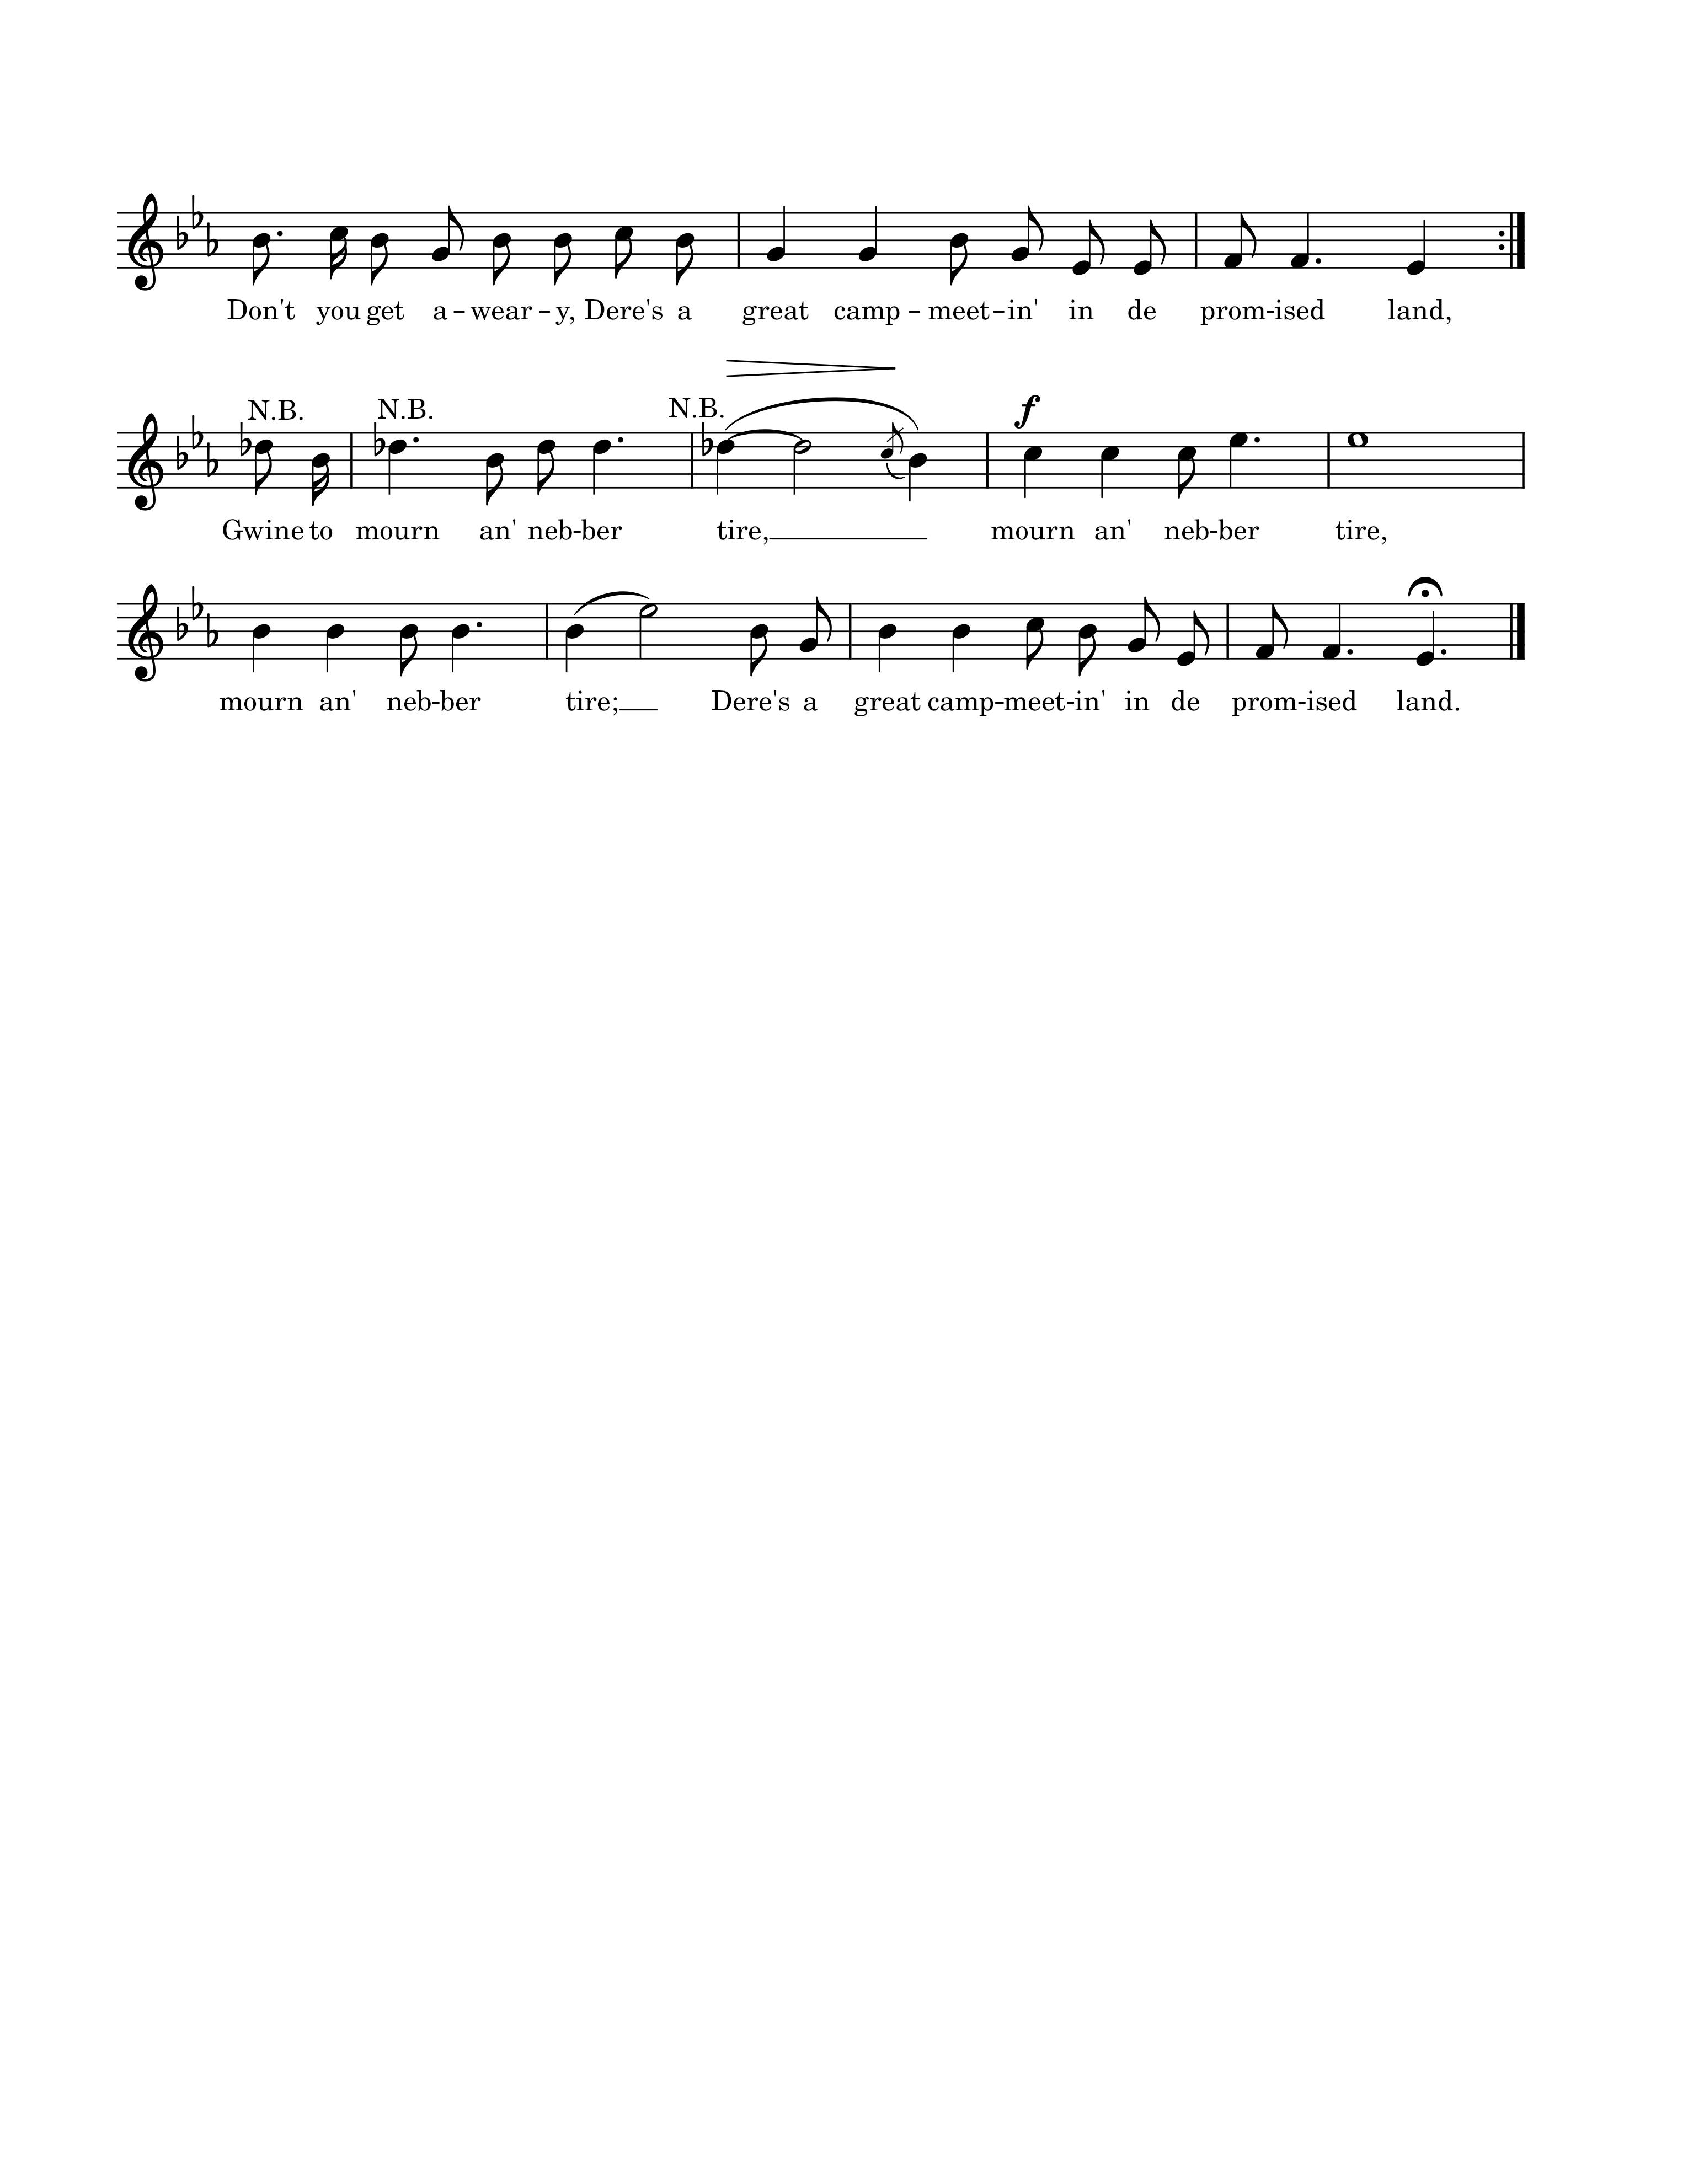 Don't you get a-wear-y, Dere's a great camp-meet-in' in de prom-ised land,
N.B. N.B. N.B. f
Gwine to mourn an' neb-ber tire, mourn an' neb-ber tire,
mourn an' neb-ber tire; Dere's a great camp-meet-in' in de prom-ised land.